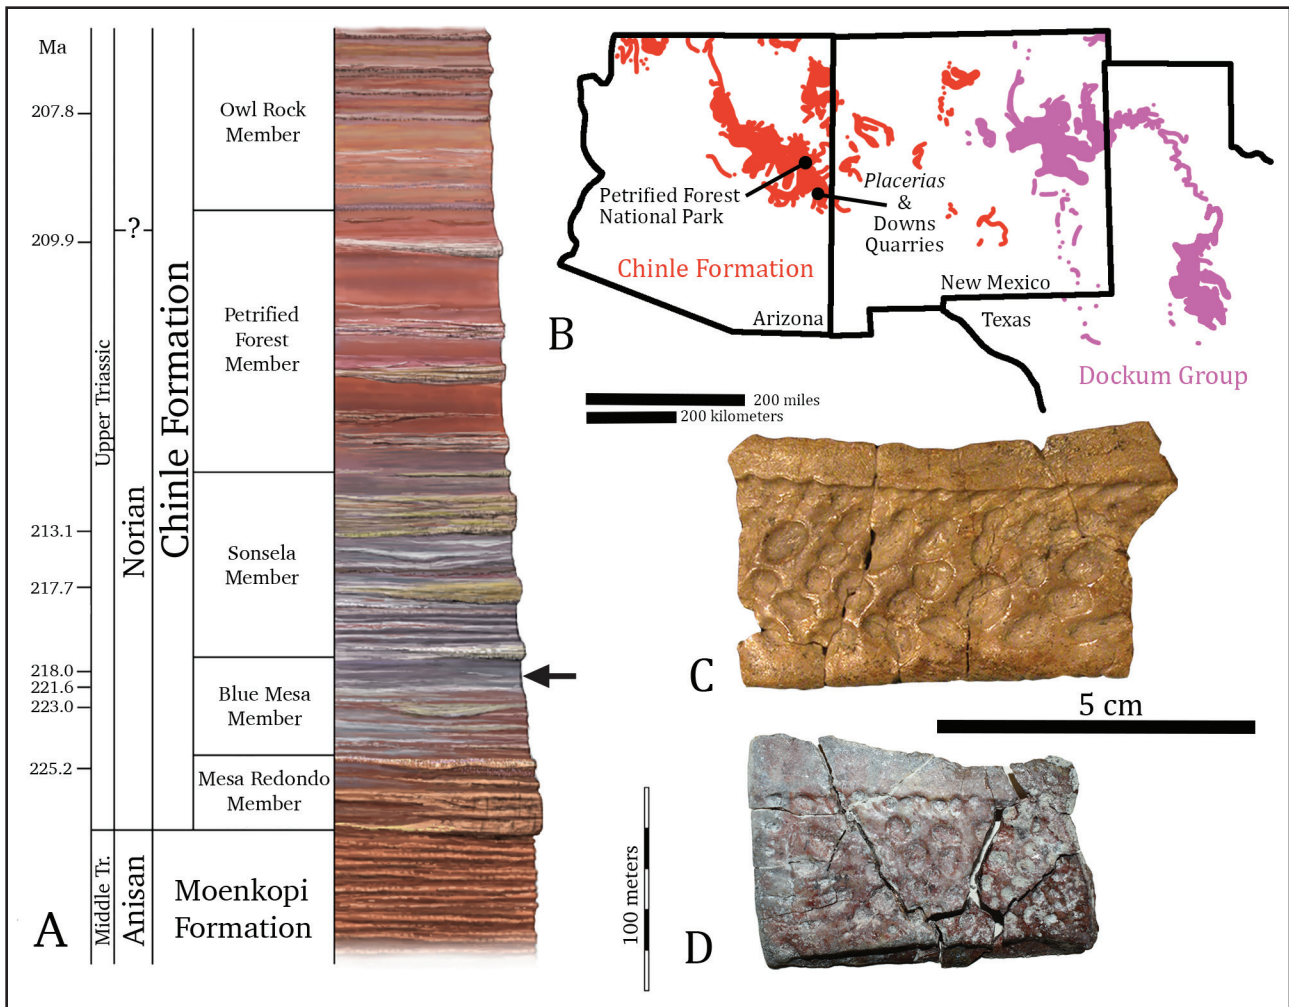 Ma
207.8
209.9
213.1
217.7
218.0
221.6
223.0
225.2
Upper Triassic
Middle Tr.
?
Norian
Anisan
Chinle Formation
Owl Rock
Member
Petrified
Forest
Member
Sonsela
Member
Blue Mesa
Member
Mesa Redondo
Member
Moenkopi
Formation
A
100 meters
Petrified Forest
National Park
Placerias
&
Downs
Quarries
Chinle Formation
New Mexico
Arizona
Texas
B
Dockum Group
200 miles
200 kilometers
C
5 cm
D